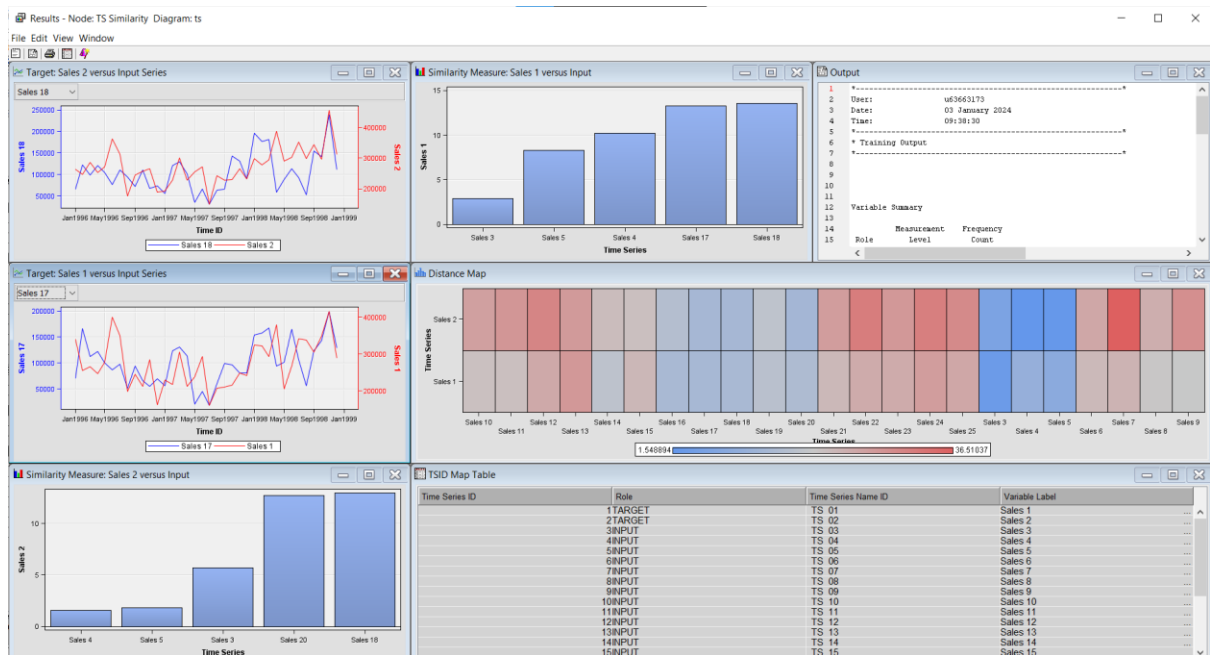 Results - Node: TS Similarity Diagram: ts
File Edit View Window
Target: Sales 2 versus Input Series
Sales 18
250000
200000
150000
100000
50000
Sales 18
400000
300000
200000
Sales 2
Jan1996 May1996 Sep1996 Jan1997 May1997 Sep1997 Jan1998 May1998 Sep1998 Jan1999
Time ID
Sales 18 Sales 2
Similarity Measure: Sales 1 versus Input
15
10
5
0
Sales 1
Sales 3 Sales 5 Sales 4 Sales 17 Sales 18
Time Series
Output
1 *------------------------------------------------------------*
2 User: u63663173
3 Date: 03 January 2024
4 Time: 09:38:30
5 *------------------------------------------------------------*
6 * Training Output
7 *------------------------------------------------------------*
8
9
10
11
12 Variable Summary
13
14 Measurement Frequency
15 Role Level Count
Target: Sales 1 versus Input Series
Sales 17
200000
150000
100000
50000
Sales 17
400000
300000
200000
Sales 1
Jan1996 May1996 Sep1996 Jan1997 May1997 Sep1997 Jan1998 May1998 Sep1998 Jan1999
Time ID
Sales 17 Sales 1
Distance Map
Time Series
Sales 2
Sales 1
Sales 10 Sales 12 Sales 14 Sales 16 Sales 18 Sales 20 Sales 22 Sales 24 Sales 3 Sales 5 Sales 7 Sales 9
Sales 11 Sales 13 Sales 15 Sales 17 Sales 19 Sales 21 Sales 23 Sales 25 Sales 4 Sales 6 Sales 8
Time Series
1.548894 36.51037
Similarity Measure: Sales 2 versus Input
10
5
0
Sales 2
Sales 4 Sales 5 Sales 3 Sales 20 Sales 18
Time Series
TSID Map Table
Time Series ID Role Time Series Name ID Variable Label
1TARGET TS 01 Sales 1 ...
2TARGET TS 02 Sales 2 ...
3INPUT TS 03 Sales 3 ...
4INPUT TS 04 Sales 4 ...
5INPUT TS 05 Sales 5 ...
6INPUT TS 06 Sales 6 ...
7INPUT TS 07 Sales 7 ...
8INPUT TS 08 Sales 8 ...
9INPUT TS 09 Sales 9 ...
10INPUT TS 10 Sales 10 ...
11INPUT TS 11 Sales 11 ...
12INPUT TS 12 Sales 12 ...
13INPUT TS 13 Sales 13 ...
14INPUT TS 14 Sales 14 ...
15INPUT TS 15 Sales 15 ...